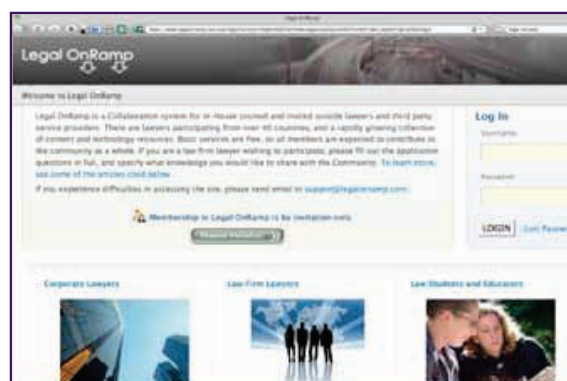 Legal OnRamp
Legal OnRamp
Welcome to Legal OnRamp
Legal OnRamp is a Collaboration system for in-house counsel and invited outside lawyers and third party
service providers. There are lawyers participating from over 40 countries, and a rapidly growing collection
of content and technology resources. Basic services are free, so all members are expected to contribute to
the community as a whole. If you are a law firm lawyer wishing to participate, please fill out the application
questions in full, and specify what knowledge you would like to share with the Community. To learn more,
see some of the articles cited below
If you experience difficulties in accessing the site, please send email to support@legalonramp.com
Membership to Legal OnRamp is by invitation only
Request Invitation
Log In
Username
Password
LOGIN Lost Passwo
Corporate Lawyers Law Firm Lawyers Law Students and Educators